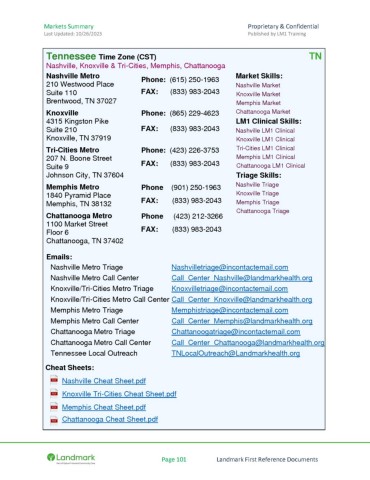 Markets Summary Proprietary & Confidential
Last Updated: 10/30/2023 Published by LM1 Training
Tennessee Time Zone (CST) TN
Nashville, Knoxville & Tri-Cities, Memphis, Chattanooga
Nashville Metro
210 Westwood Place
Suite 110
Brentwood, TN 37027
Phone: (615) 250-1963
FAX: (833) 983-2043
Knoxville
4315 Kingston Pike
Suite 210
Knoxville, TN 37919
Phone: (865) 229-4623
FAX: (833) 983-2043
Tri-Cities Metro
207 N. Boone Street
Suite 9
Johnson City, TN 37604
Phone: (423) 226-3753
FAX: (833) 983-2043
Memphis Metro
1840 Pyramid Place
Memphis, TN 38132
Phone (901) 250-1963
FAX: (833) 983-2043
Chattanooga Metro
1100 Market Street
Floor 6
Chattanooga, TN 37402
Phone (423) 212-3266
FAX: (833) 983-2043
Market Skills:
Nashville Market
Knoxville Market
Memphis Market
Chattanooga Market
LM1 Clinical Skills:
Nashville LM1 Clinical
Knoxville LM1 Clinical
Tri-Cities LM1 Clinical
Memphis LM1 Clinical
Chattanooga LM1 Clinical
Triage Skills:
Nashville Triage
Knoxville Triage
Memphis Triage
Chattanooga Triage
Emails:
Nashville Metro Triage Nashvilletriage@incontactemail.com
Nashville Metro Call Center Call_Center_Nashville@landmarkhealth.org
Knoxville/Tri-Cities Metro Triage Knoxvilletriage@incontactemail.com
Knoxville/Tri-Cities Metro Call Center Call_Center_Knoxville@landmarkhealth.org
Memphis Metro Triage Memphistriage@incontactemail.com
Memphis Metro Call Center Call_Center_Memphis@landmarkhealth.org
Chattanooga Metro Triage Chattanoogatriage@incontactemail.com
Chattanooga Metro Call Center Call_Center_Chattanooga@landmarkhealth.org
Tennessee Local Outreach TNLocalOutreach@Landmarkhealth.org
Cheat Sheets:
Nashville Cheat Sheet.pdf
Knoxville Tri-Cities Cheat Sheet.pdf
Memphis Cheat Sheet.pdf
Chattanooga Cheat Sheet.pdf
Landmark Page 101 Landmark First Reference Documents